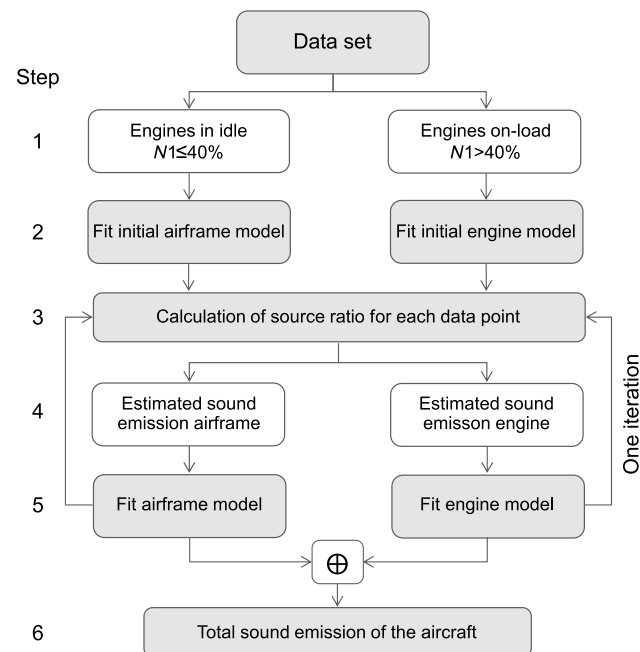 Data set
Step
1
Engines in idle
N1≤40%
Engines on-load
N1>40%
2
Fit initial airframe model
Fit initial engine model
3
Calculation of source ratio for each data point
4
Estimated sound
emission airframe
Estimated sound
emisson engine
One iteration
5
Fit airframe model
Fit engine model
⊕
6
Total sound emission of the aircraft